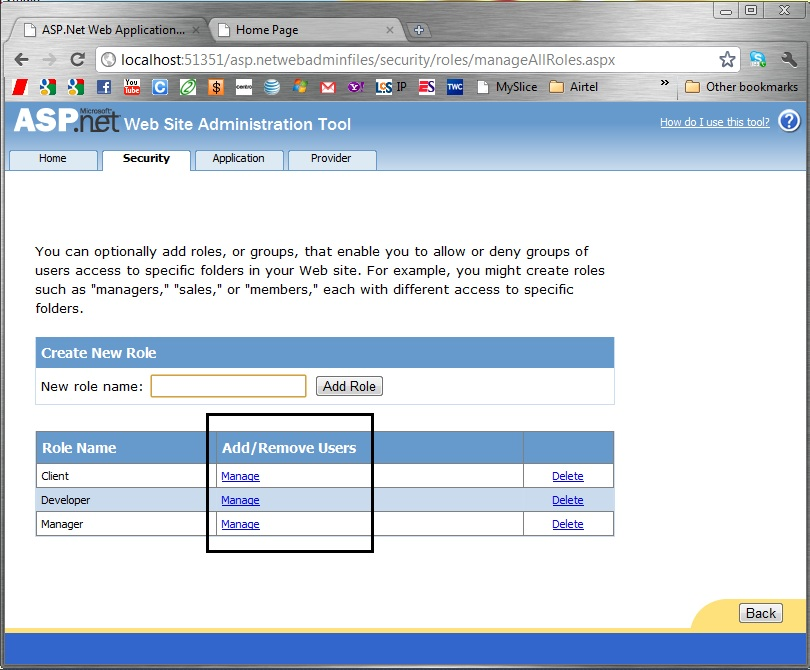 ASP.Net Web Application...
Home Page
localhost:51351/asp.netwebadminfiles/security/roles/manageAllRoles.aspx
You Tube
IP
ES
TWC
MySlice
Airtel
»
Other bookmarks
Microsoft
ASP.net Web Site Administration Tool
How do I use this tool? ?
Home
Security
Application
Provider
You can optionally add roles, or groups, that enable you to allow or deny groups of
users access to specific folders in your Web site. For example, you might create roles
such as "managers," "sales," or "members," each with different access to specific
folders.
Create New Role
New role name:
Add Role
Role Name Add/Remove Users
Client Manage Delete
Developer Manage Delete
Manager Manage Delete
Back